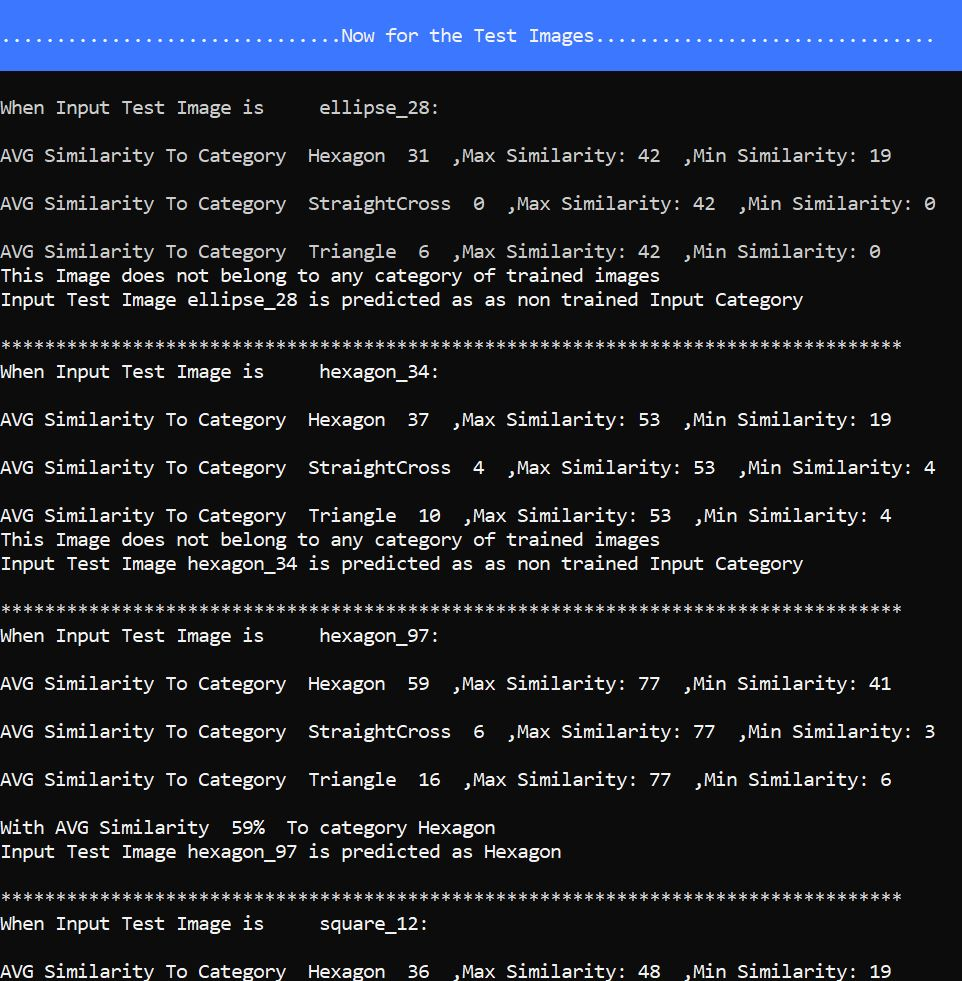 ...............................Now for the Test Images...............................
When Input Test Image is     ellipse_28:
AVG Similarity To Category  Hexagon  31  ,Max Similarity: 42  ,Min Similarity: 19
AVG Similarity To Category  StraightCross  0  ,Max Similarity: 42  ,Min Similarity: 0
AVG Similarity To Category  Triangle  6  ,Max Similarity: 42  ,Min Similarity: 0
This Image does not belong to any category of trained images
Input Test Image ellipse_28 is predicted as as non trained Input Category
**********************************************************************************
When Input Test Image is     hexagon_34:
AVG Similarity To Category  Hexagon  37  ,Max Similarity: 53  ,Min Similarity: 19
AVG Similarity To Category  StraightCross  4  ,Max Similarity: 53  ,Min Similarity: 4
AVG Similarity To Category  Triangle  10  ,Max Similarity: 53  ,Min Similarity: 4
This Image does not belong to any category of trained images
Input Test Image hexagon_34 is predicted as as non trained Input Category
**********************************************************************************
When Input Test Image is     hexagon_97:
AVG Similarity To Category  Hexagon  59  ,Max Similarity: 77  ,Min Similarity: 41
AVG Similarity To Category  StraightCross  6  ,Max Similarity: 77  ,Min Similarity: 3
AVG Similarity To Category  Triangle  16  ,Max Similarity: 77  ,Min Similarity: 6
With AVG Similarity  59%  To category Hexagon
Input Test Image hexagon_97 is predicted as Hexagon
**********************************************************************************
When Input Test Image is     square_12:
AVG Similarity To Category  Hexagon  36  ,Max Similarity: 48  ,Min Similarity: 19